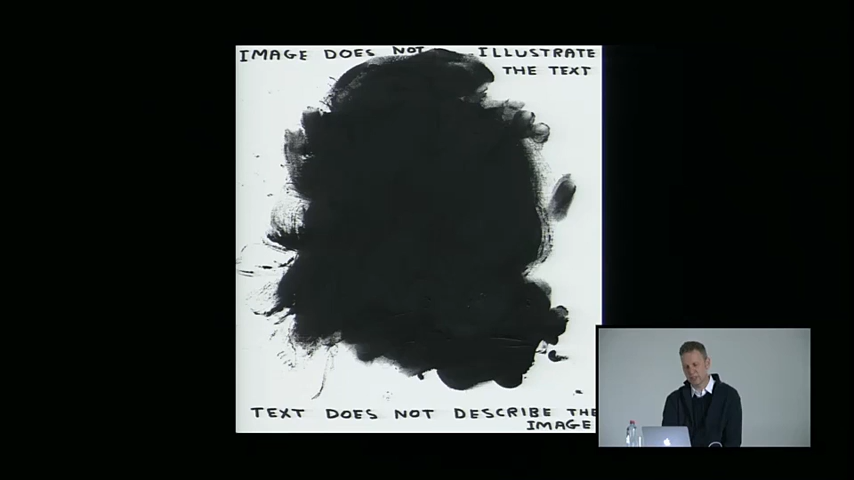 IMAGE DOES NOT ILLUSTRATE
THE TEXT
TEXT DOES NOT DESCRIBE THE
IMAGE